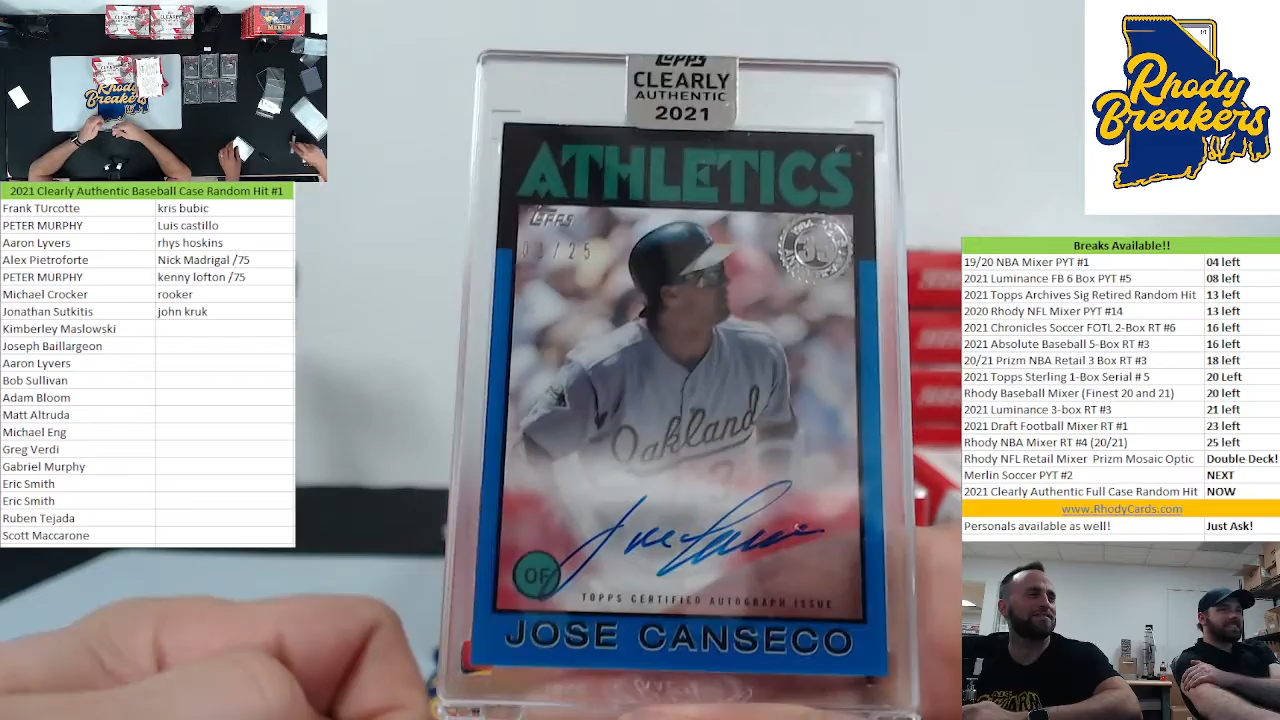 2021 Clearly Authentic Baseball Case Random Hit #1
Frank TUrcotte kris bubic
PETER MURPHY Luis castillo
Aaron Lyvers rhys hoskins
Alex Pietroforte Nick Madrigal /75
PETER MURPHY kenny lofton /75
Michael Crocker rooker
Jonathan Sutkitis john kruk
Kimberley Maslowski
Joseph Baillargeon
Aaron Lyvers
Bob Sullivan
Adam Bloom
Matt Altruda
Michael Eng
Greg Verdi
Gabriel Murphy
Eric Smith
Eric Smith
Ruben Tejada
Scott Maccarone
Topps
CLEARLY
AUTHENTIC
2021
ATHLETICS
Topps
Oakland
OF
TOPPS CERTIFIED AUTOGRAPH ISSUE
JOSE CANSECO
Rhody
Breakers
Breaks Available!!
19/20 NBA Mixer PYT #1 04 left
2021 Luminance FB 6 Box PYT #5 08 left
2021 Topps Archives Sig Retired Random Hit 13 left
2020 Rhody NFL Mixer PYT #14 13 left
2021 Chronicles Soccer FOTL 2-Box RT #6 16 left
2021 Absolute Baseball 5-Box RT #3 16 left
20/21 Prizm NBA Retail 3 Box RT #3 18 left
2021 Topps Sterling 1-Box Serial # 5 20 Left
Rhody Baseball Mixer (Finest 20 and 21) 20 left
2021 Luminance 3-box RT #3 21 left
2021 Draft Football Mixer RT #1 23 left
Rhody NBA Mixer RT #4 (20/21) 25 left
Rhody NFL Retail Mixer Prizm Mosaic Optic Double Deck!
Merlin Soccer PYT #2 NEXT
2021 Clearly Authentic Full Case Random Hit NOW
www.RhodyCards.com
Personals available as well! Just Ask!